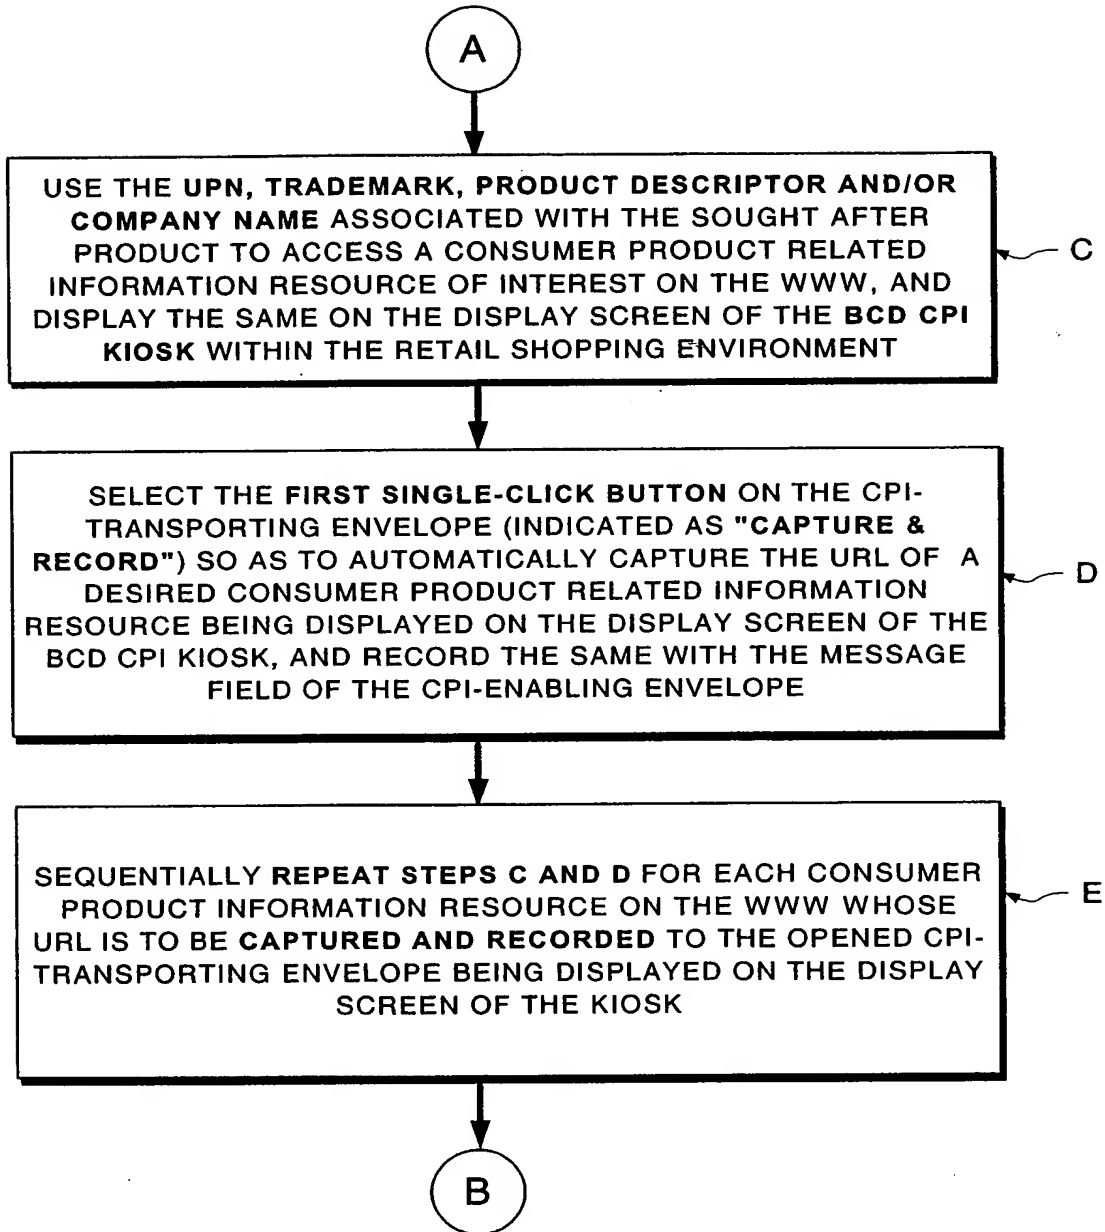 A
USE THE UPN, TRADEMARK, PRODUCT DESCRIPTOR AND/OR
COMPANY NAME ASSOCIATED WITH THE SOUGHT AFTER
PRODUCT TO ACCESS A CONSUMER PRODUCT RELATED
INFORMATION RESOURCE OF INTEREST ON THE WWW, AND
DISPLAY THE SAME ON THE DISPLAY SCREEN OF THE BCD CPI
KIOSK WITHIN THE RETAIL SHOPPING ENVIRONMENT
C
SELECT THE FIRST SINGLE-CLICK BUTTON ON THE CPI-
TRANSPORTING ENVELOPE (INDICATED AS "CAPTURE &
RECORD") SO AS TO AUTOMATICALLY CAPTURE THE URL OF A
DESIRED CONSUMER PRODUCT RELATED INFORMATION
RESOURCE BEING DISPLAYED ON THE DISPLAY SCREEN OF THE
BCD CPI KIOSK, AND RECORD THE SAME WITH THE MESSAGE
FIELD OF THE CPI-ENABLING ENVELOPE
D
SEQUENTIALLY REPEAT STEPS C AND D FOR EACH CONSUMER
PRODUCT INFORMATION RESOURCE ON THE WWW WHOSE
URL IS TO BE CAPTURED AND RECORDED TO THE OPENED CPI-
TRANSPORTING ENVELOPE BEING DISPLAYED ON THE DISPLAY
SCREEN OF THE KIOSK
E
B